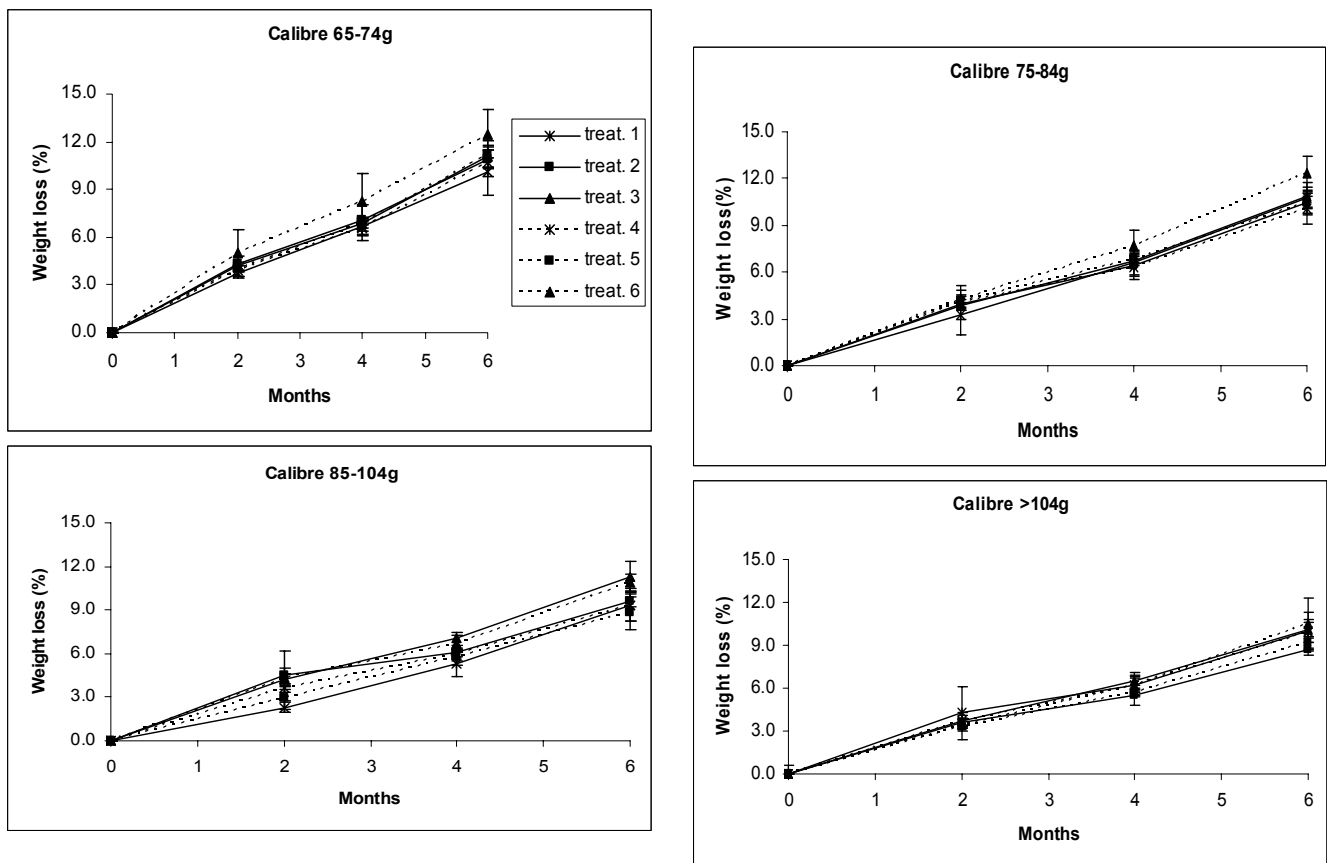 Calibre 65-74g
15.0
12.0
9.0
6.0
3.0
0.0
Weight loss (%)
0 1 2 3 4 5 6
Months
treat. 1
treat. 2
treat. 3
treat. 4
treat. 5
treat. 6
Calibre 75-84g
15.0
12.0
9.0
6.0
3.0
0.0
Weight loss(%)
0 1 2 3 4 5 6
Months
Calibre 85-104g
15.0
12.0
9.0
6.0
3.0
0.0
Weight loss (%)
0 1 2 3 4 5 6
Months
Calibre >104g
15.0
12.0
9.0
6.0
3.0
0.0
Weight loss (%)
0 1 2 3 4 5 6
Months